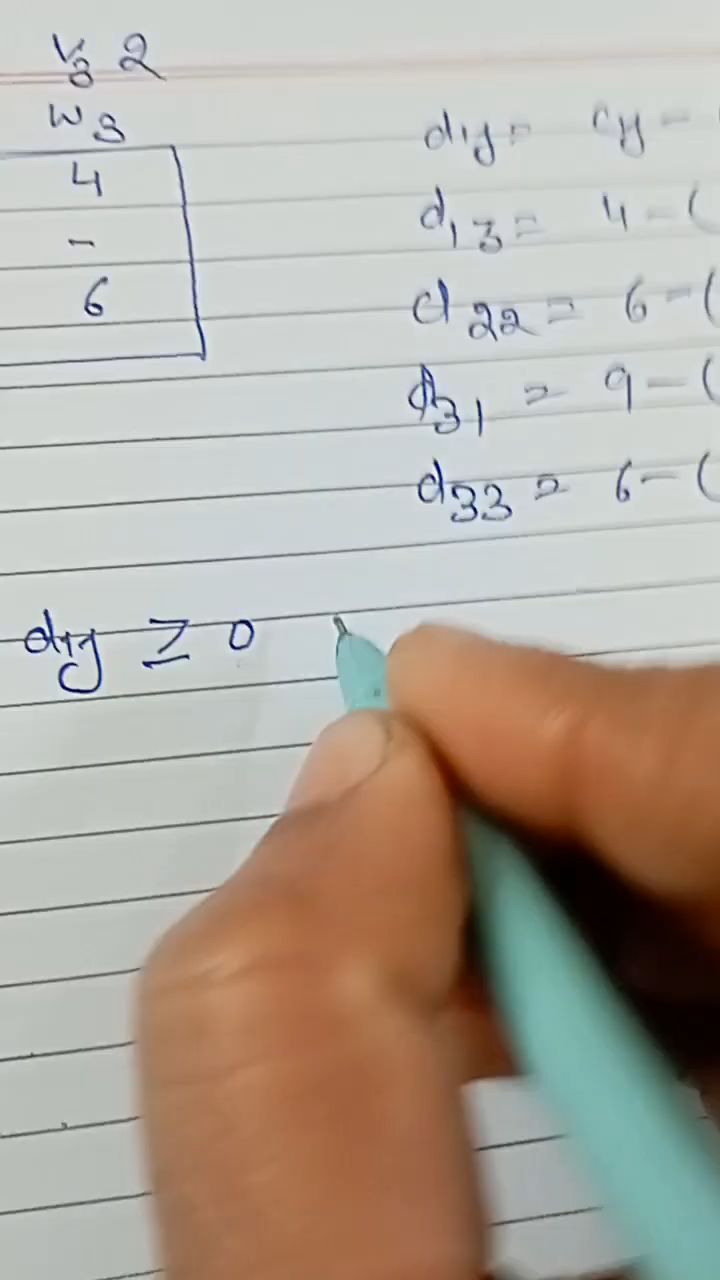 V3 2
W3
4
-
6
dij = cij -
d13 = 4 - (
d22 = 6 - (
d31 = 9 - (
d33 = 6 - (
dij ≥ 0